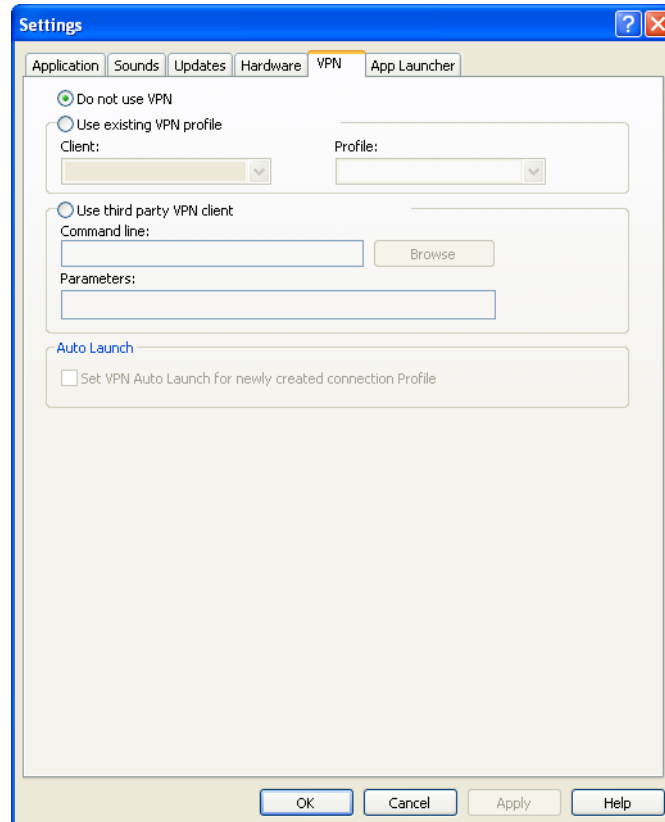 Settings
Application Sounds Updates Hardware VPN App Launcher
Do not use VPN
Use existing VPN profile
Client: Profile:
Use third party VPN client
Command line:
Browse
Parameters:
Auto Launch
Set VPN Auto Launch for newly created connection Profile
OK Cancel Apply Help